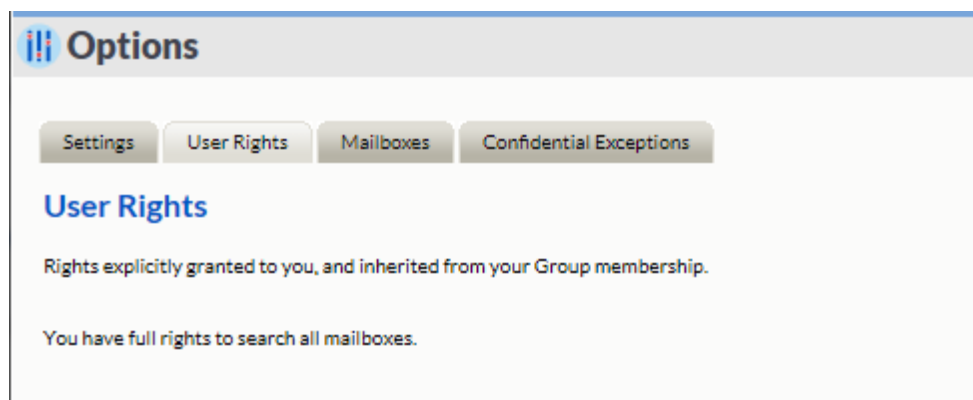 Options
Settings User Rights Mailboxes Confidential Exceptions
User Rights
Rights explicitly granted to you, and inherited from your Group membership.
You have full rights to search all mailboxes.